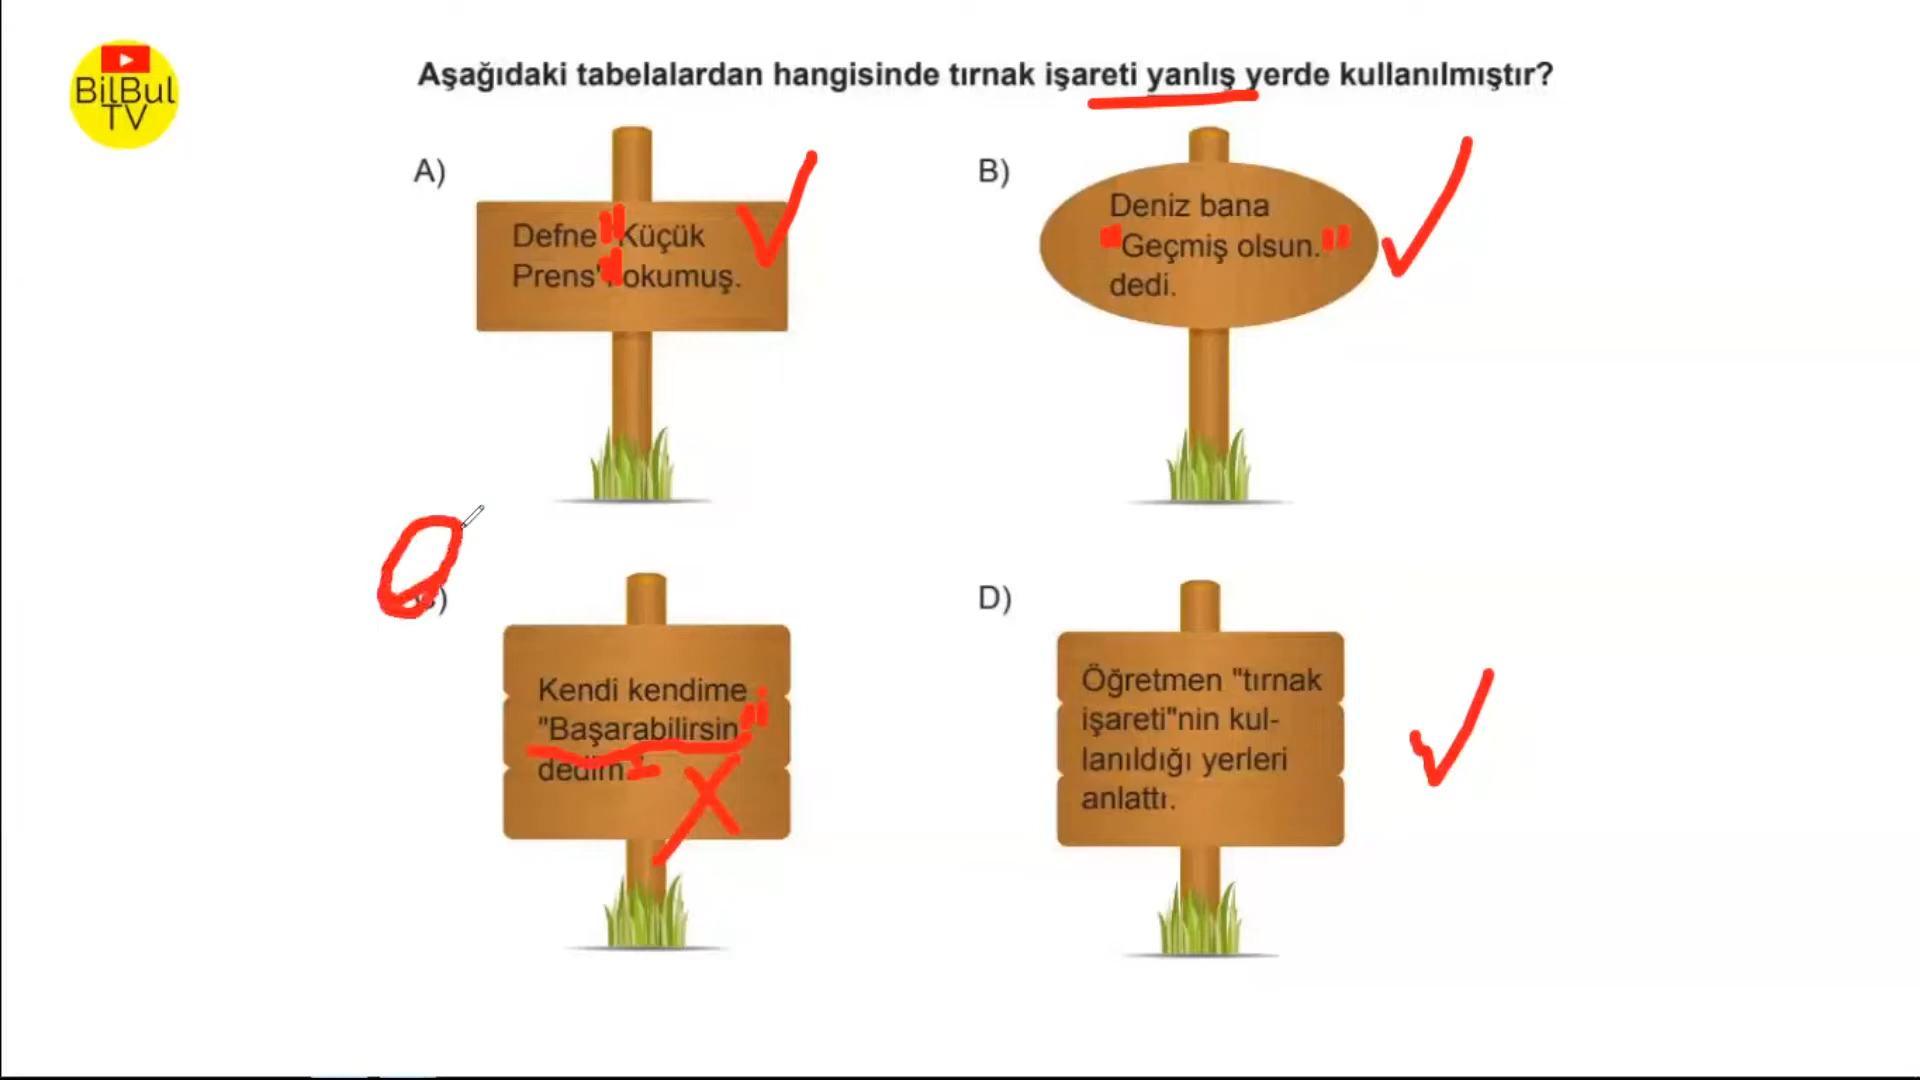 BilBul
TV
Aşağıdaki tabelalardan hangisinde tırnak işareti yanlış yerde kullanılmıştır?
A)
Defne "Küçük
Prens"i okumuş.
B)
Deniz bana
"Geçmiş olsun."
dedi.
C)
Kendi kendime
"Başarabilirsin
dedim."
D)
Öğretmen "tırnak
işareti"nin kul-
lanıldığı yerleri
anlattı.